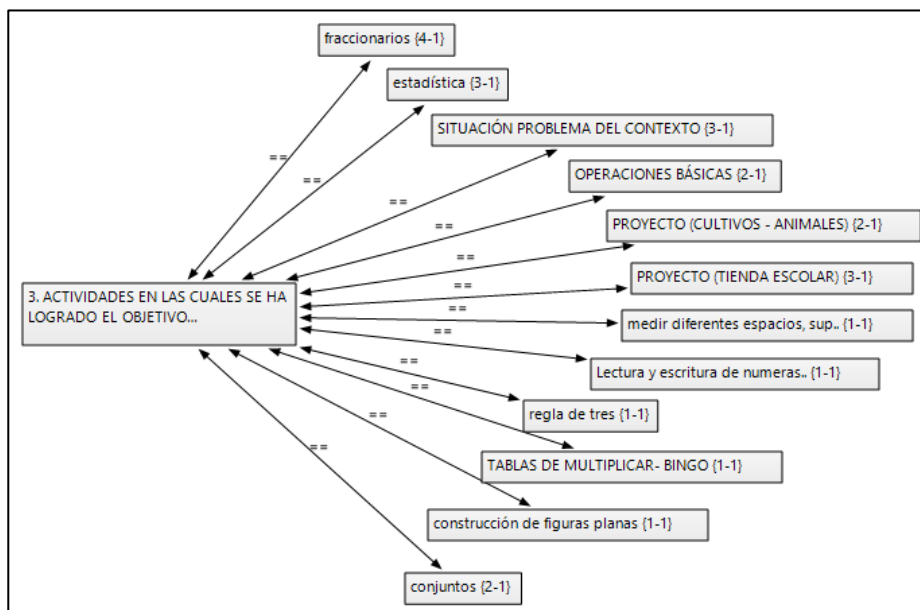 fraccionarios {4-1}
estadística {3-1}
SITUACIÓN PROBLEMA DEL CONTEXTO {3-1}
OPERACIONES BÁSICAS {2-1}
PROYECTO (CULTIVOS - ANIMALES) {2-1}
PROYECTO (TIENDA ESCOLAR) {3-1}
medir diferentes espacios, sup.. {1-1}
Lectura y escritura de numeras.. {1-1}
regla de tres {1-1}
TABLAS DE MULTIPLICAR- BINGO {1-1}
construcción de figuras planas {1-1}
conjuntos {2-1}
3. ACTIVIDADES EN LAS CUALES SE HA
LOGRADO EL OBJETIVO...
==
==
==
==
==
==
==
==
==
==
==
==